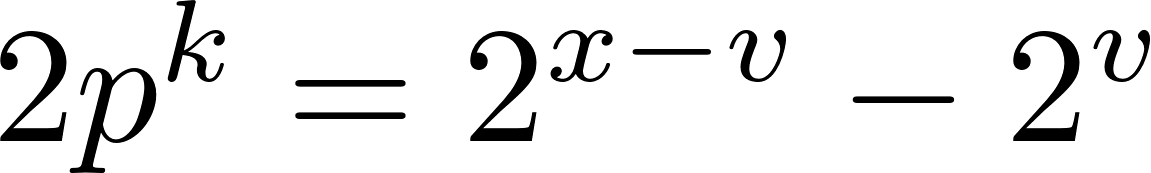 2p^k = 2^{x-v} - 2^v